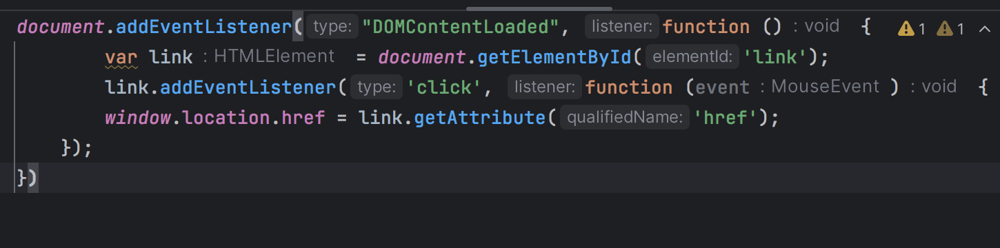 document.addEventListener( type: "DOMContentLoaded", listener: function () : void { 1 1
var link : HTMLElement = document.getElementById( elementId: 'link');
link.addEventListener( type: 'click', listener: function (event : MouseEvent ) : void {
window.location.href = link.getAttribute( qualifiedName: 'href');
});
})